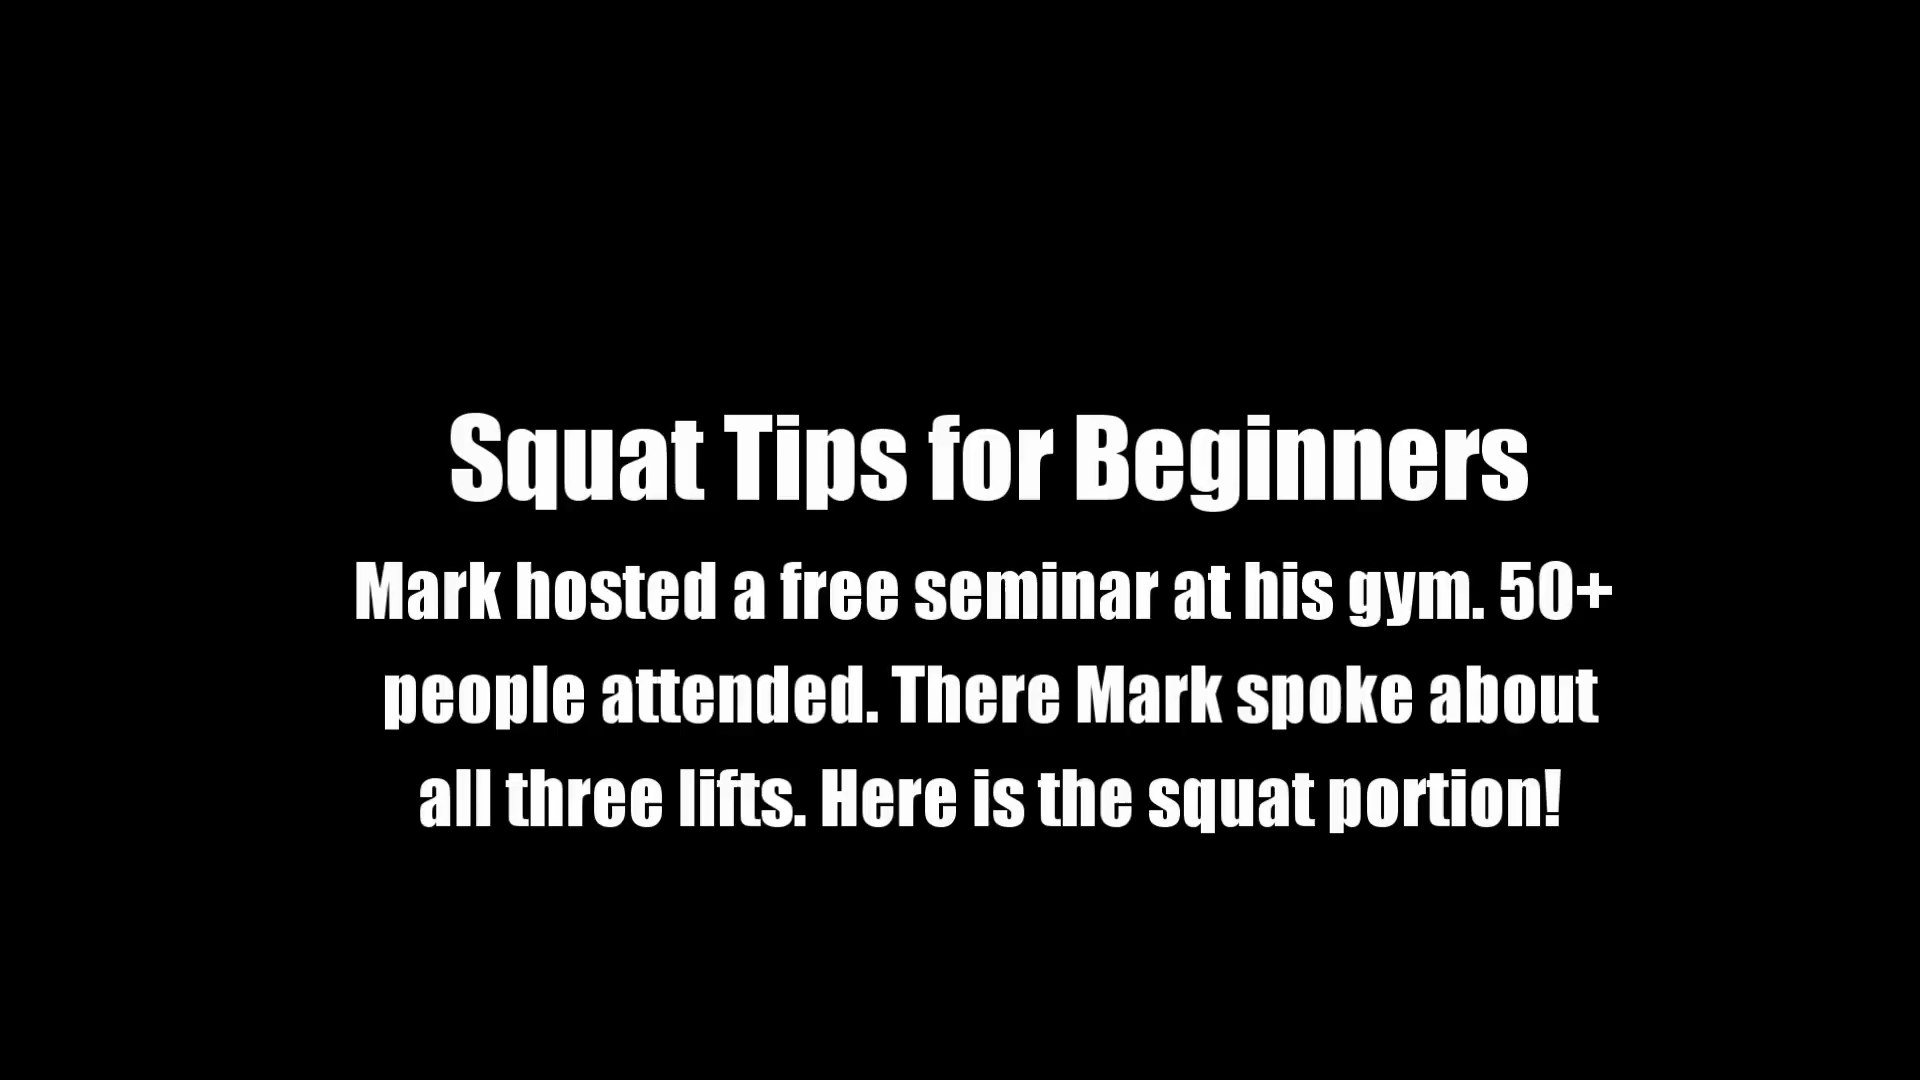 Squat Tips for Beginners
Mark hosted a free seminar at his gym. 50+
people attended. There Mark spoke about
all three lifts. Here is the squat portion!